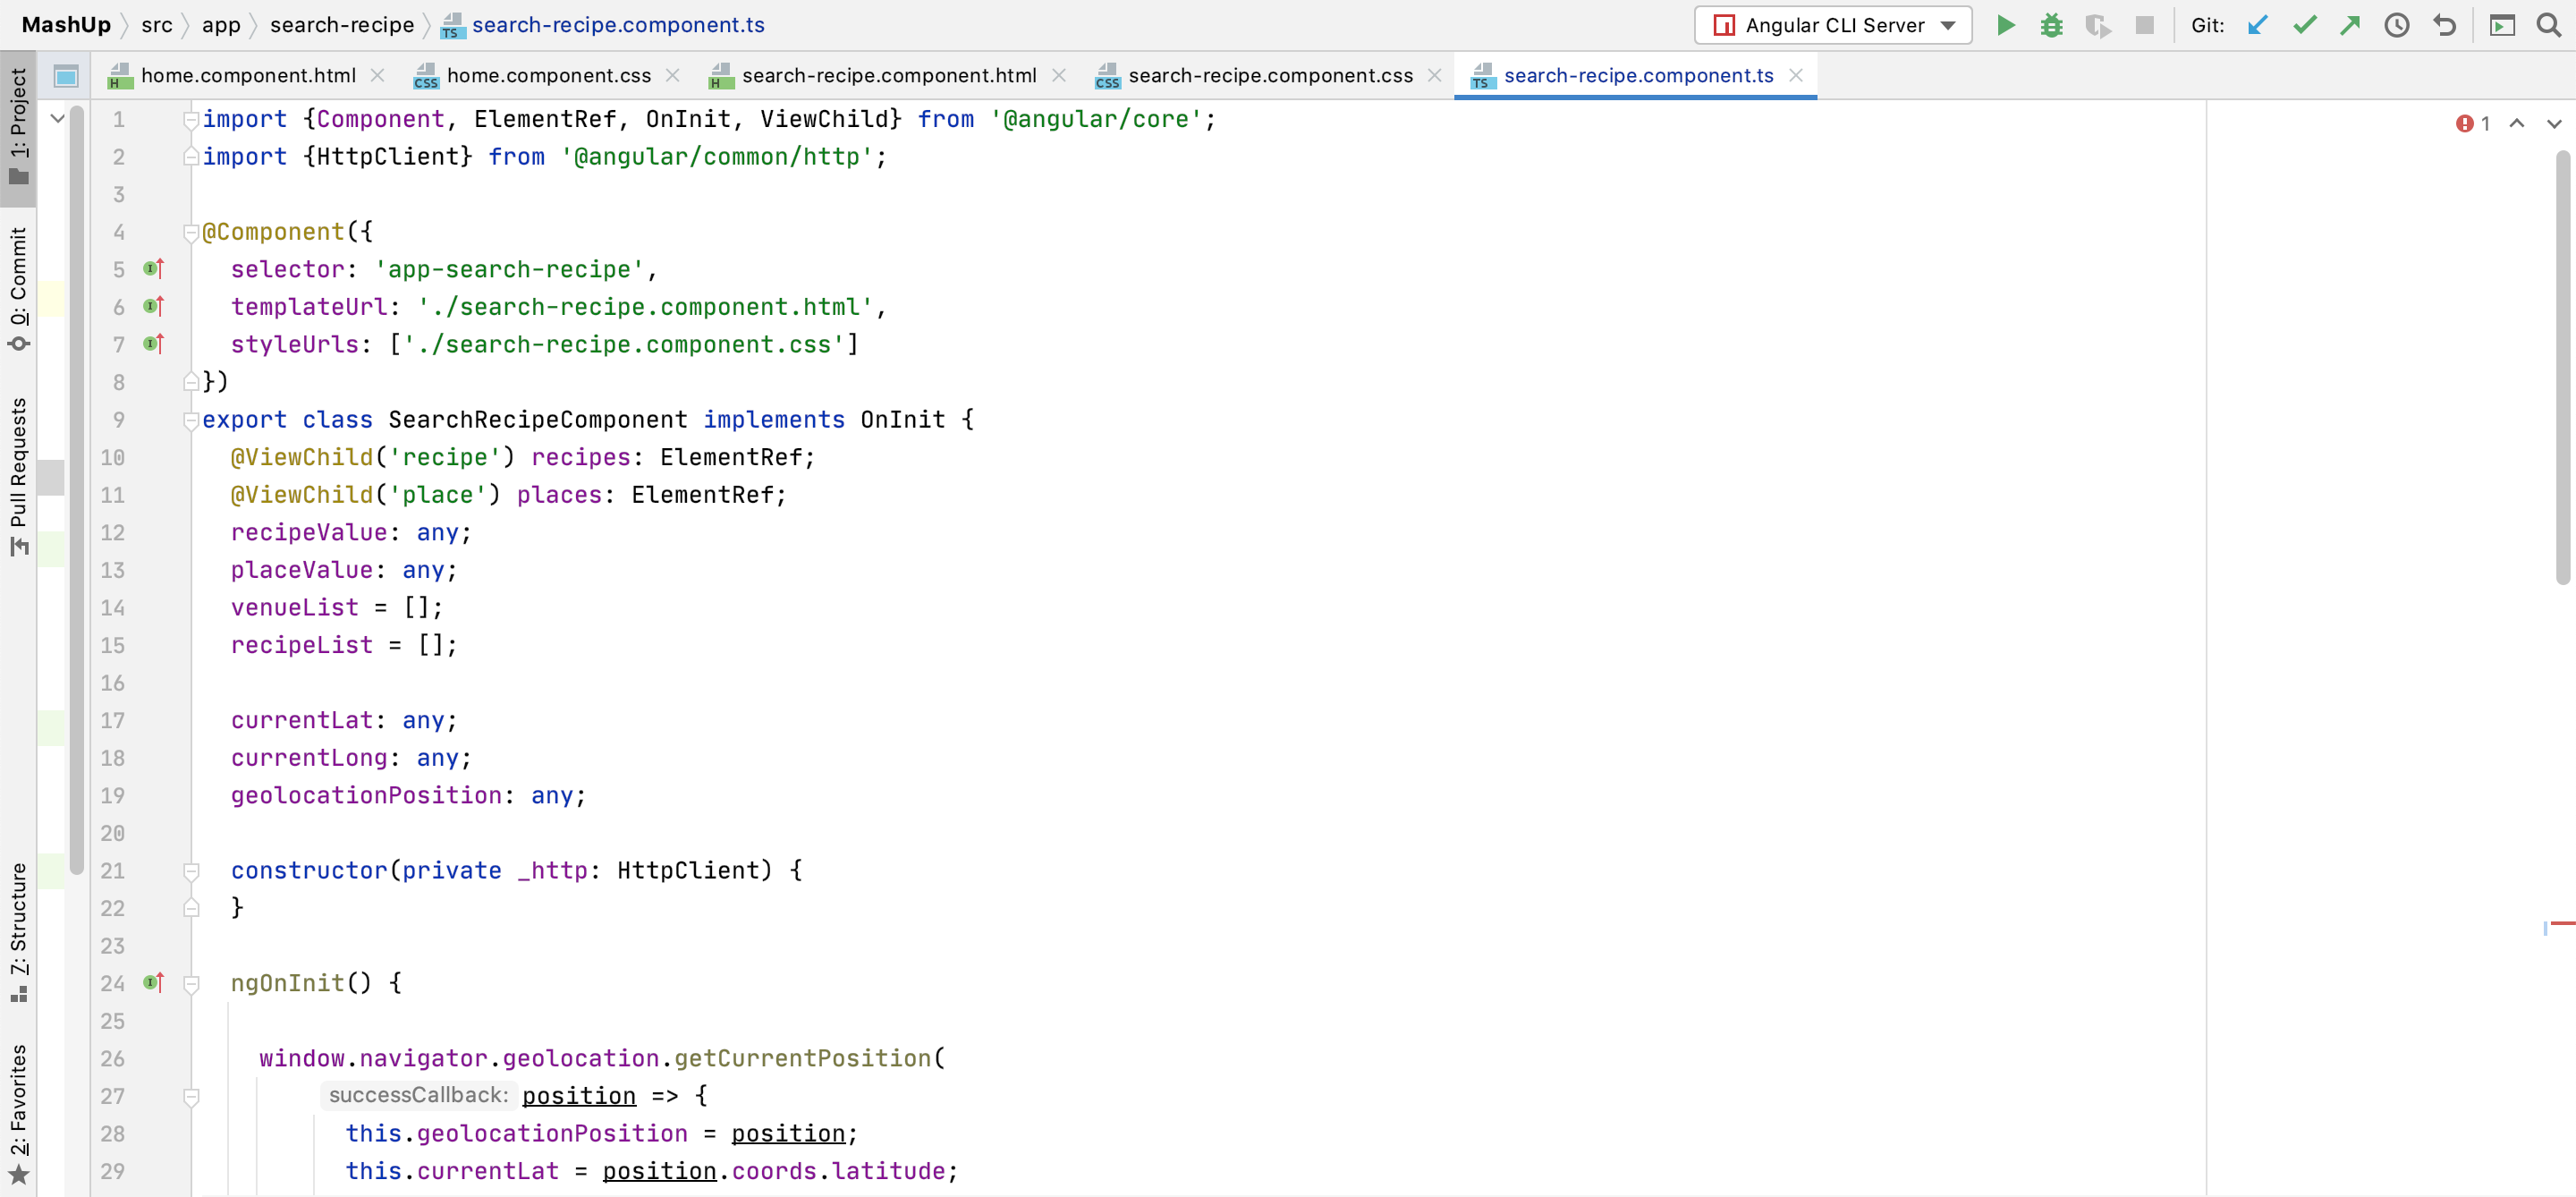 MashUp src app search-recipe search-recipe.component.ts Angular CLI Server Git:
home.component.html home.component.css search-recipe.component.html search-recipe.component.css search-recipe.component.ts
1: Project
0: Commit
Pull Requests
7: Structure
2: Favorites
1
1 import {Component, ElementRef, OnInit, ViewChild} from '@angular/core';
2 import {HttpClient} from '@angular/common/http';
3
4 @Component({
5 selector: 'app-search-recipe',
6 templateUrl: './search-recipe.component.html',
7 styleUrls: ['./search-recipe.component.css']
8 })
9 export class SearchRecipeComponent implements OnInit {
10 @ViewChild('recipe') recipes: ElementRef;
11 @ViewChild('place') places: ElementRef;
12 recipeValue: any;
13 placeValue: any;
14 venueList = [];
15 recipeList = [];
16
17 currentLat: any;
18 currentLong: any;
19 geolocationPosition: any;
20
21 constructor(private _http: HttpClient) {
22 }
23
24 ngOnInit() {
25
26 window.navigator.geolocation.getCurrentPosition(
27 successCallback: position => {
28 this.geolocationPosition = position;
29 this.currentLat = position.coords.latitude;